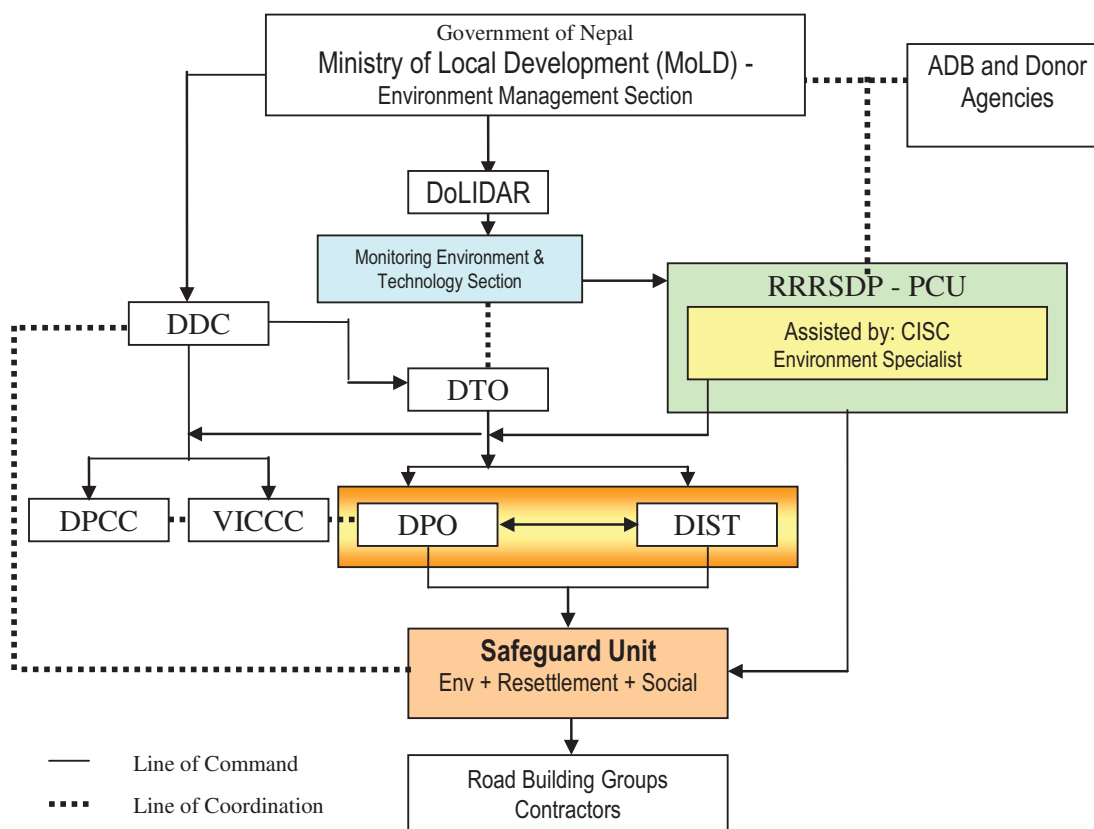 Government of Nepal
Ministry of Local Development (MoLD) -
Environment Management Section
ADB and Donor
Agencies
DoLIDAR
Monitoring Environment &
Technology Section
RRRSDP - PCU
Assisted by: CISC
Environment Specialist
DDC
DTO
DPCC
VICCC
DPO
DIST
Safeguard Unit
Env + Resettlement + Social
Line of Command
Line of Coordination
Road Building Groups
Contractors